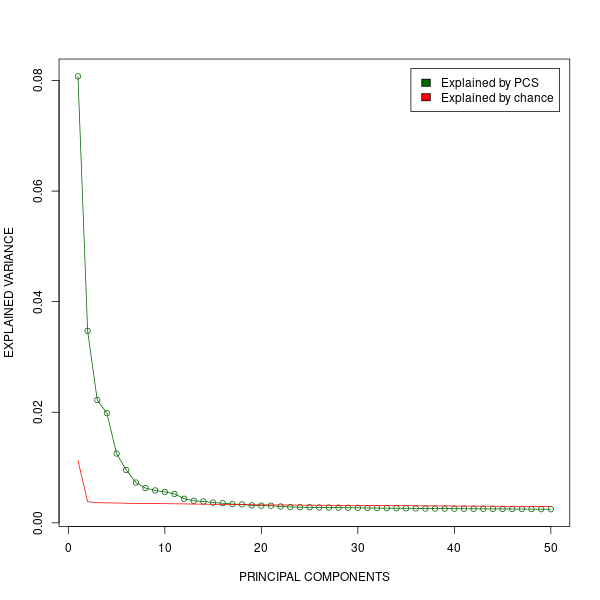 Explained by PCS
Explained by chance
EXPLAINED VARIANCE
0.08
0.06
0.04
0.02
0.00
0 10 20 30 40 50
PRINCIPAL COMPONENTS